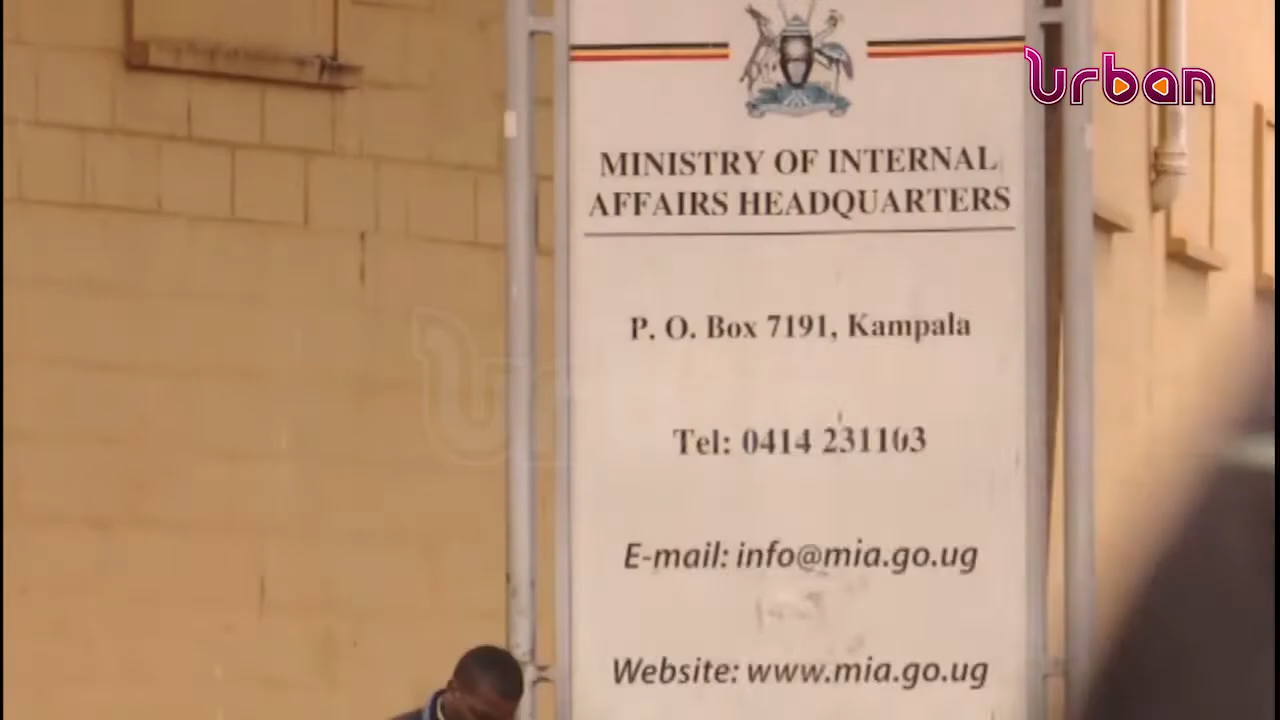 Urban
MINISTRY OF INTERNAL
AFFAIRS HEADQUARTERS
P. O. Box 7191, Kampala
Tel: 0414 231103
E-mail: info@mia.go.ug
Website: www.mia.go.ug